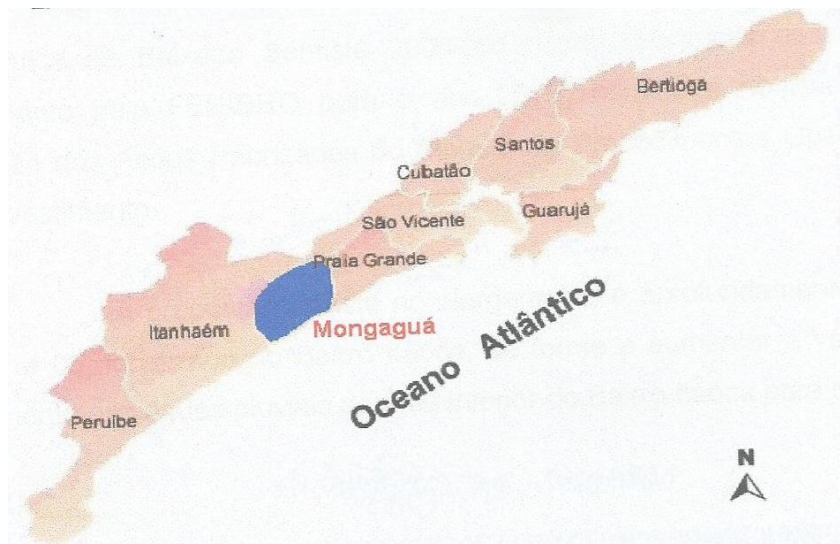 Bertioga
Santos
Cubatão
Guarujá
São Vicente
Praia Grande
Itanhaém
Mongaguá
Oceano Atlântico
Peruíbe
N